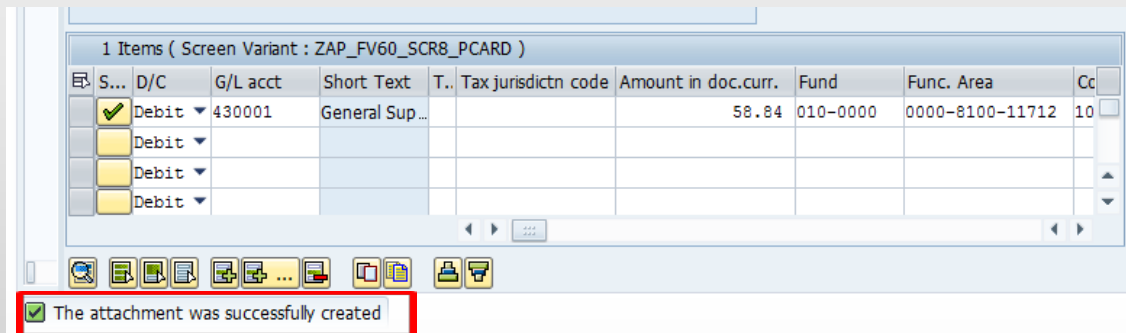 1 Items ( Screen Variant : ZAP_FV60_SCR8_PCARD )
S... D/C G/L acct Short Text T.. Tax jurisdictn code Amount in doc.curr. Fund Func. Area Co
Debit 430001 General Sup... 58.84 010-0000 0000-8100-11712 10
Debit
Debit
Debit
...
The attachment was successfully created